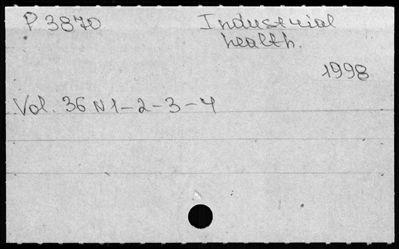 P 3870 Industrial
health.
1998
Vol. 36 N 1-2-3-4